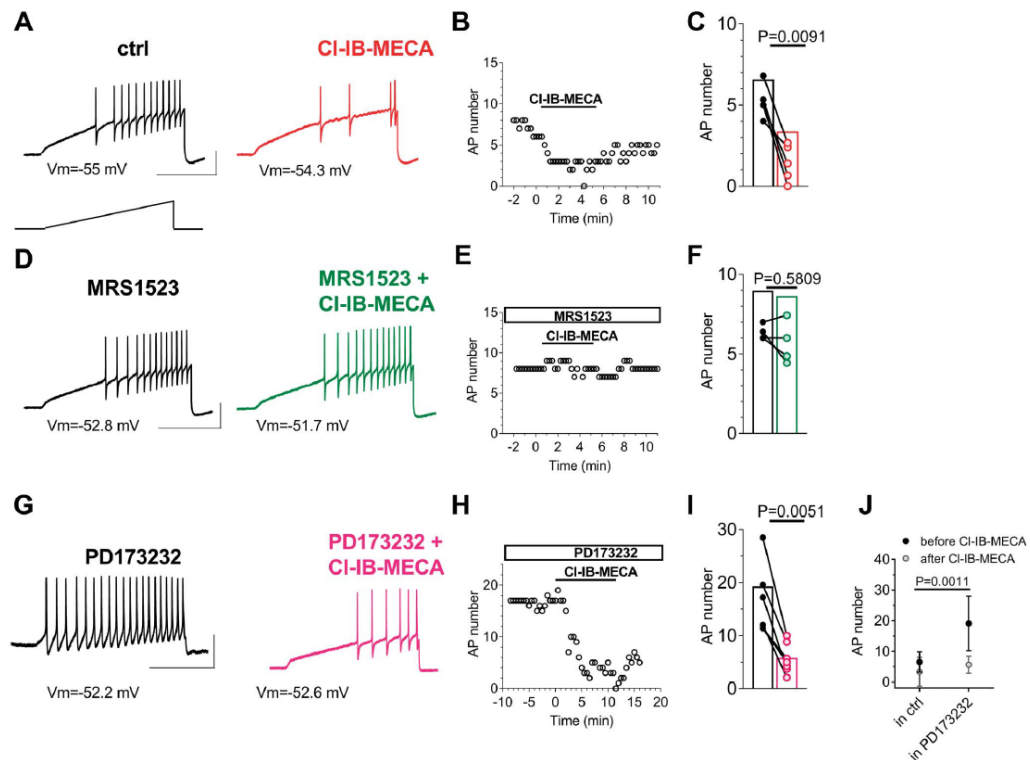 A
ctrl
Cl-IB-MECA
Vm=-55 mV
Vm=-54.3 mV
B
AP number
15
10
5
0
Cl-IB-MECA
-2 0 2 4 6 8 10
Time (min)
C
P=0.0091
AP number
10
5
0
D
MRS1523
MRS1523 +
Cl-IB-MECA
Vm=-52.8 mV
Vm=-51.7 mV
E
AP number
15
10
5
0
MRS1523
Cl-IB-MECA
-2 0 2 4 6 8 10
Time (min)
F
P=0.5809
AP number
10
5
0
G
PD173232
PD173232 +
Cl-IB-MECA
Vm=-52.2 mV
Vm=-52.6 mV
H
AP number
20
10
0
PD173232
Cl-IB-MECA
-10 -5 0 5 10 15 20
Time (min)
I
P=0.0051
AP number
30
20
10
0
J
before Cl-IB-MECA
after Cl-IB-MECA
P=0.0011
AP number
40
30
20
10
0
in ctrl
in PD173232